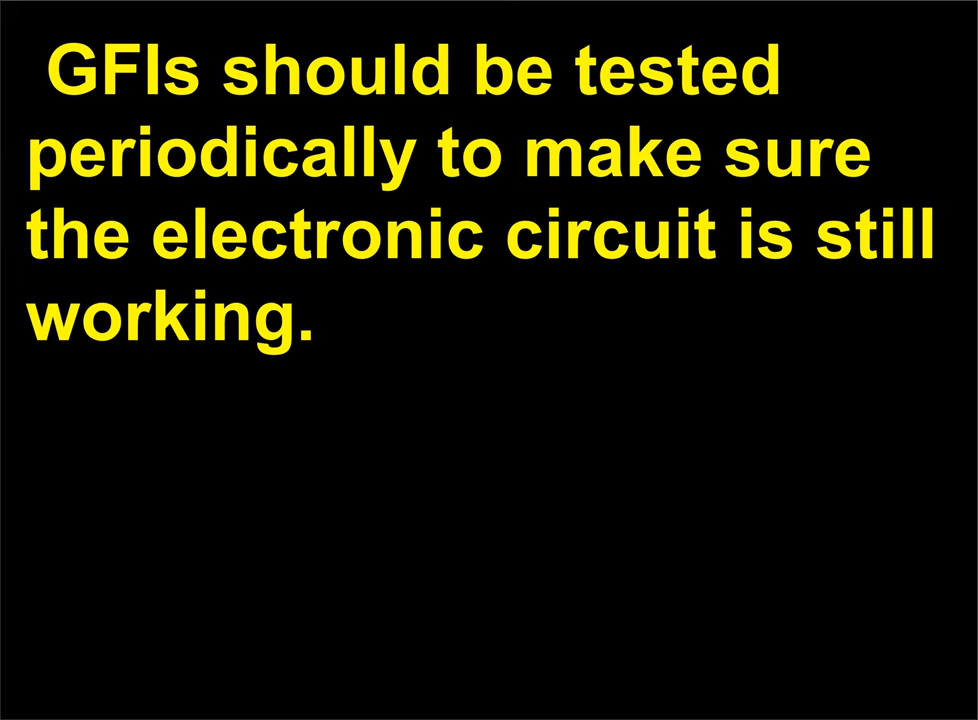 GFIs should be tested
periodically to make sure
the electronic circuit is still
working.